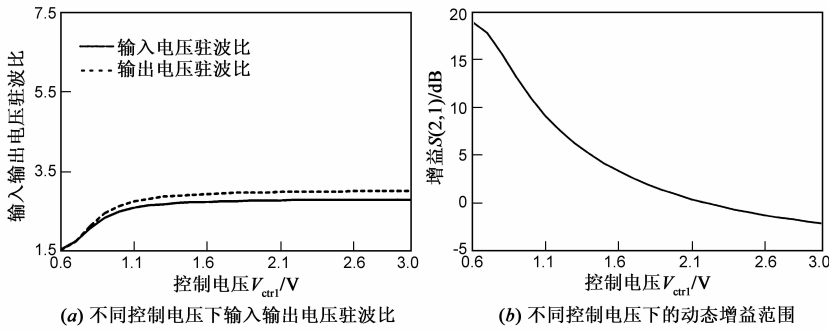 7.5
5.5
3.5
1.5
输入输出电压驻波比
输入电压驻波比
输出电压驻波比
0.6 1.1 1.6 2.1 2.6 3.0
控制电压Vctrl/V
(a) 不同控制电压下输入输出电压驻波比
20
15
10
5
0
-5
增益S(2,1)/dB
0.6 1.1 1.6 2.1 2.6 3.0
控制电压Vctrl/V
(b) 不同控制电压下的动态增益范围